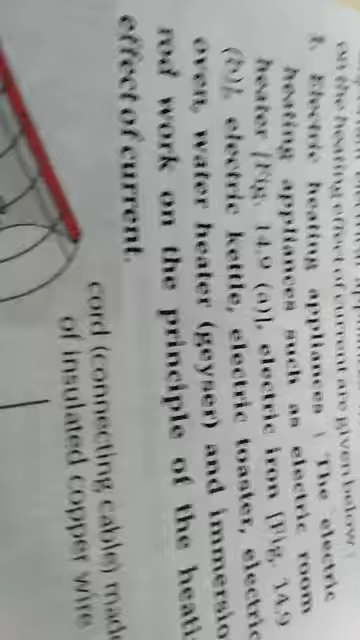 on the heating effect of current are given below :
1. Electric heating appliances : The electric
heating appliances such as electric room
heater [Fig. 14.9 (a)], electric iron [Fig. 14.9
(b)], electric kettle, electric toaster, electric
oven, water heater (geyser) and immersio
rod work on the principle of the heati
effect of current.
cord (connecting cable) made
of insulated copper wire